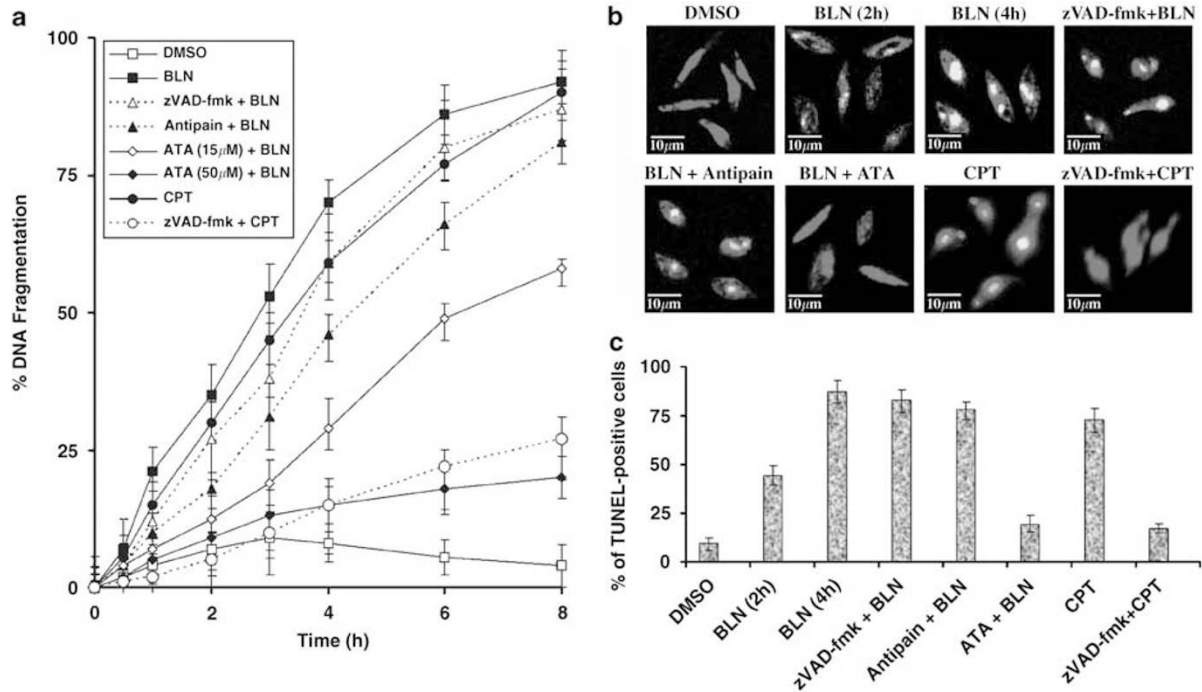 a
% DNA Fragmentation
100
75
50
25
0
DMSO
BLN
zVAD-fmk + BLN
Antipain + BLN
ATA (15μM) + BLN
ATA (50μM) + BLN
CPT
zVAD-fmk + CPT
0 2 4 6 8
Time (h)
b
DMSO BLN (2h) BLN (4h) zVAD-fmk+BLN
10μm 10μm 10μm 10μm
BLN + Antipain BLN + ATA CPT zVAD-fmk+CPT
10μm 10μm 10μm 10μm
c
% of TUNEL-positive cells
100
75
50
25
0
DMSO
BLN (2h)
BLN (4h)
zVAD-fmk + BLN
Antipain + BLN
ATA + BLN
CPT
zVAD-fmk+CPT